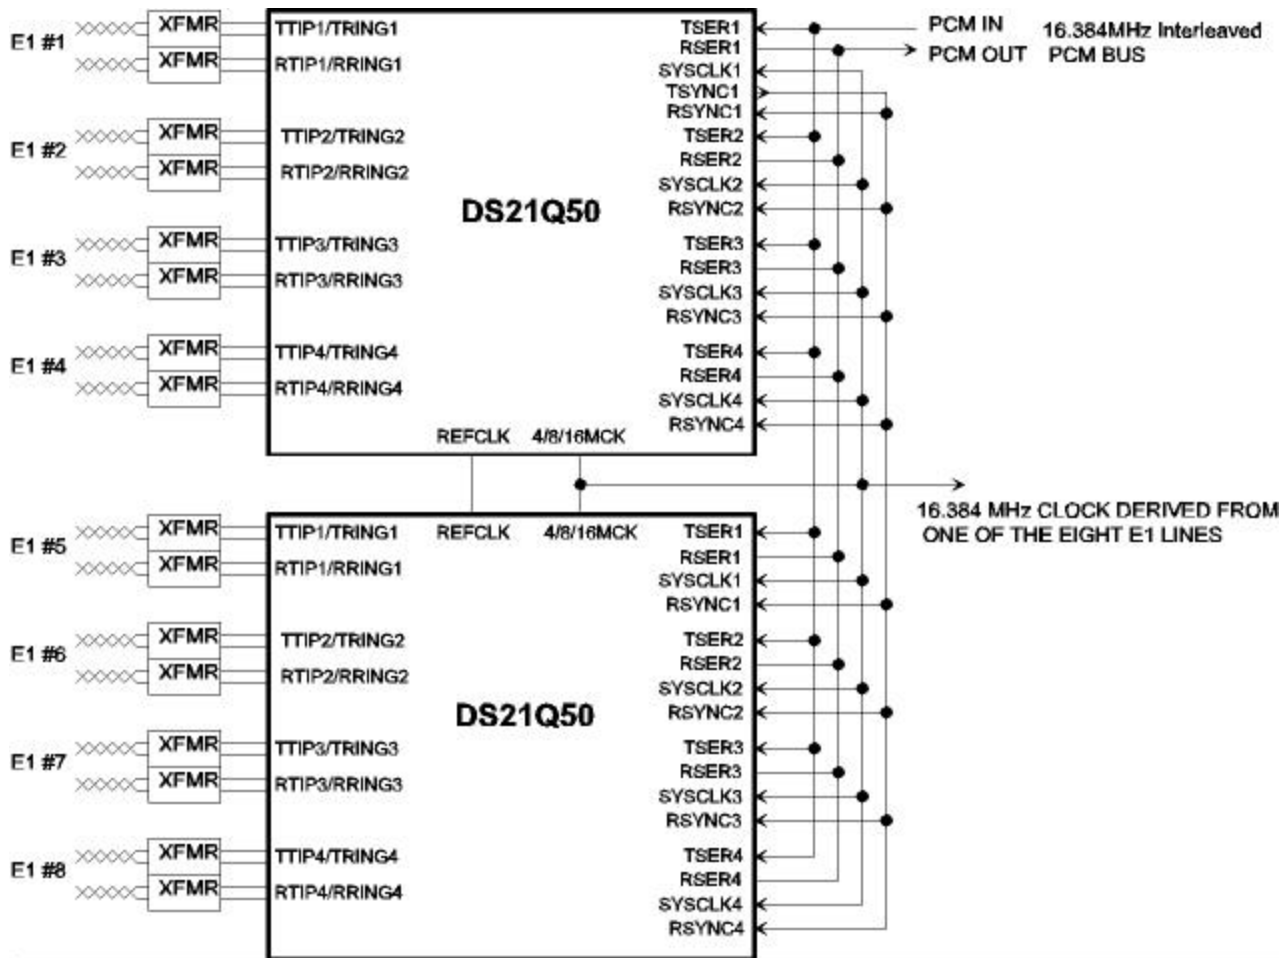 E1 #1
XFMR
XFMR
TTIP1/TRING1
RTIP1/RRING1
E1 #2
XFMR
XFMR
TTIP2/TRING2
RTIP2/RRING2
E1 #3
XFMR
XFMR
TTIP3/TRING3
RTIP3/RRING3
E1 #4
XFMR
XFMR
TTIP4/TRING4
RTIP4/RRING4
DS21Q50
REFCLK 4/8/16MCK
TSER1
RSER1
SYSCLK1
TSYNC1
RSYNC1
TSER2
RSER2
SYSCLK2
RSYNC2
TSER3
RSER3
SYSCLK3
RSYNC3
TSER4
RSER4
SYSCLK4
RSYNC4
PCM IN
PCM OUT
16.384MHz Interleaved
PCM BUS
16.384 MHz CLOCK DERIVED FROM
ONE OF THE EIGHT E1 LINES
E1 #5
XFMR
XFMR
TTIP1/TRING1
RTIP1/RRING1
E1 #6
XFMR
XFMR
TTIP2/TRING2
RTIP2/RRING2
E1 #7
XFMR
XFMR
TTIP3/TRING3
RTIP3/RRING3
E1 #8
XFMR
XFMR
TTIP4/TRING4
RTIP4/RRING4
REFCLK 4/8/16MCK
DS21Q50
TSER1
RSER1
SYSCLK1
RSYNC1
TSER2
RSER2
SYSCLK2
RSYNC2
TSER3
RSER3
SYSCLK3
RSYNC3
TSER4
RSER4
SYSCLK4
RSYNC4